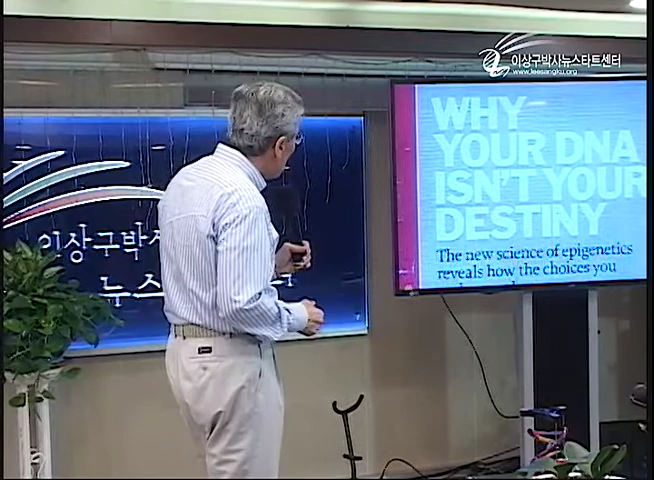 이상구박사뉴스타트센터
www.leesangku.org
WHY
YOUR DNA
ISN'T YOUR
DESTINY
The new science of epigenetics
reveals how the choices you
이상구박
뉴스